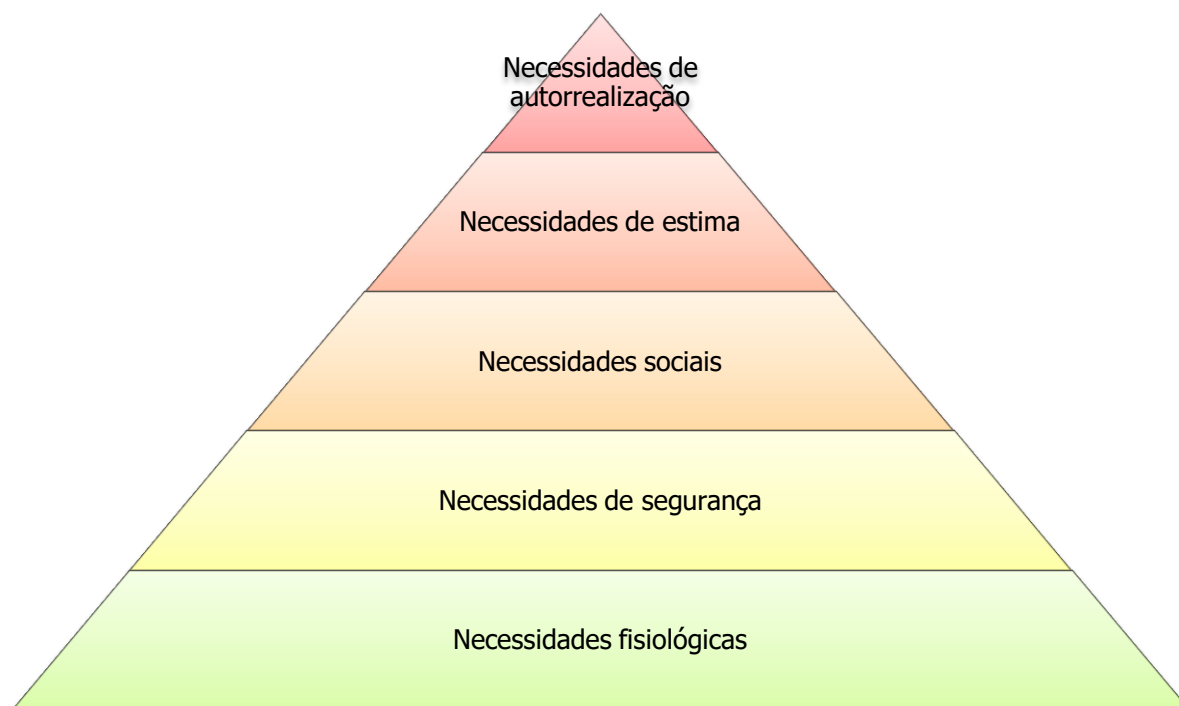 Necessidades de
autorrealização
Necessidades de estima
Necessidades sociais
Necessidades de segurança
Necessidades fisiológicas